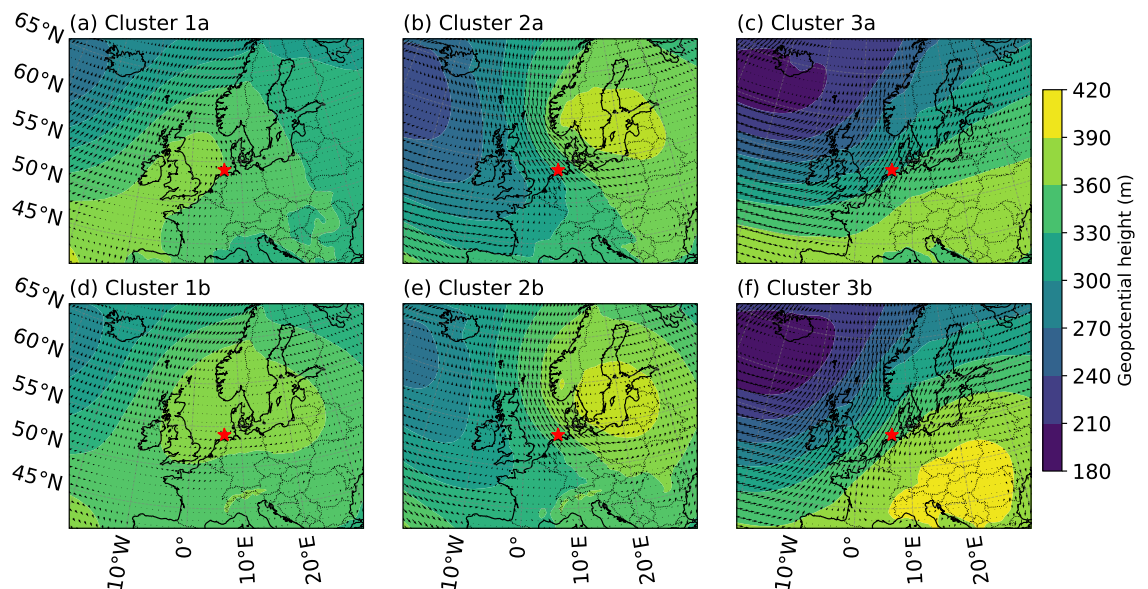 (a) Cluster 1a
(b) Cluster 2a
(c) Cluster 3a
65°N
60°N
55°N
50°N
45°N
(d) Cluster 1b
(e) Cluster 2b
(f) Cluster 3b
65°N
60°N
55°N
50°N
45°N
10°W
0°
10°E
20°E
10°W
0°
10°E
20°E
10°W
0°
10°E
20°E
420
390
360
330
300
270
240
210
180
Geopotential height (m)